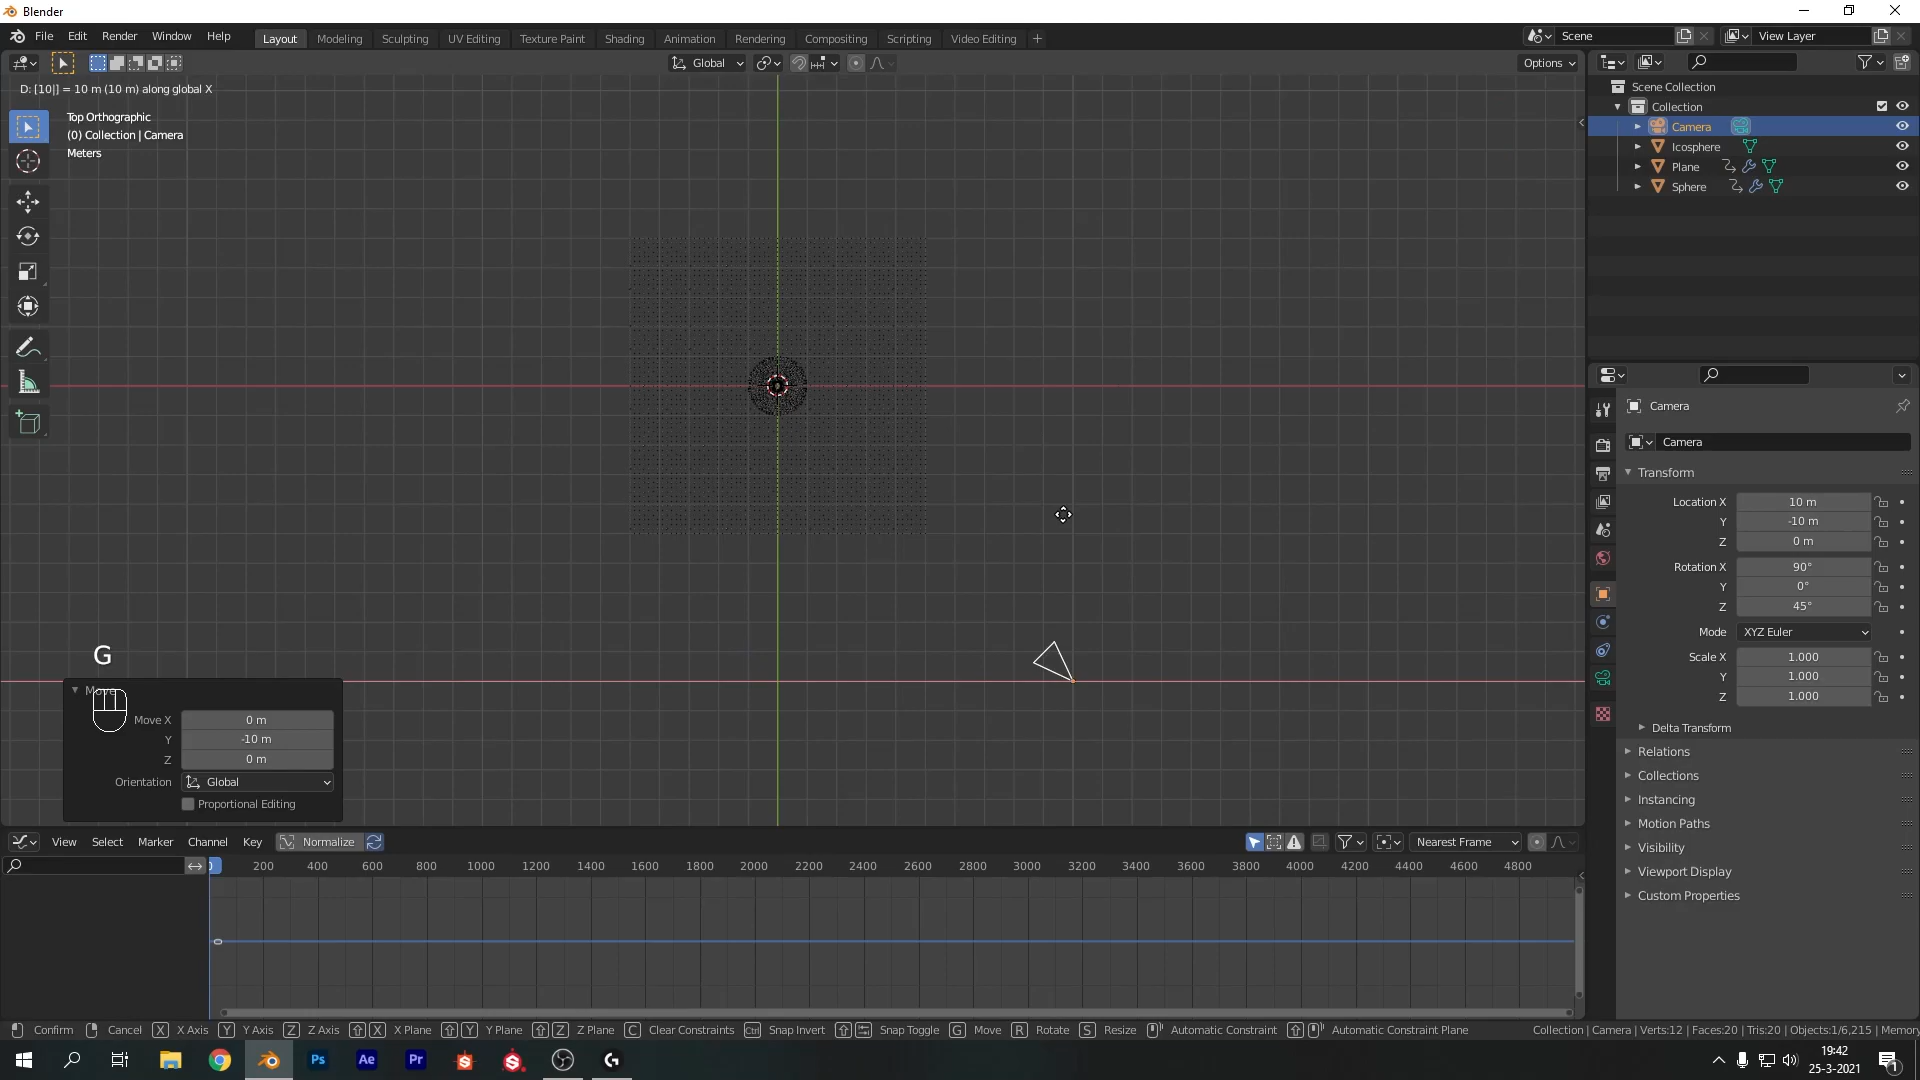 Blender
File Edit Render Window Help
Layout Modeling Sculpting UV Editing Texture Paint Shading Animation Rendering Compositing Scripting Video Editing +
Scene
View Layer
Global
Options
D: [10|] = 10 m (10 m) along global X
Top Orthographic
(0) Collection | Camera
Meters
Scene Collection
Collection
Camera
Icosphere
Plane
Sphere
Camera
Camera
Transform
Location X 10 m
Y -10 m
Z 0 m
Rotation X 90°
Y 0°
Z 45°
Mode XYZ Euler
Scale X 1.000
Y 1.000
Z 1.000
Delta Transform
Relations
Collections
Instancing
Motion Paths
Visibility
Viewport Display
Custom Properties
G
Move
Move X 0 m
Y -10 m
Z 0 m
Orientation Global
Proportional Editing
View Select Marker Channel Key Normalize
Nearest Frame
200 400 600 800 1000 1200 1400 1600 1800 2000 2200 2400 2600 2800 3000 3200 3400 3600 3800 4000 4200 4400 4600 4800
Confirm Cancel X X Axis Y Y Axis Z Z Axis X X Plane Y Y Plane Z Z Plane C Clear Constraints Ctrl Snap Invert Snap Toggle G Move R Rotate S Resize Automatic Constraint Automatic Constraint Plane
Collection | Camera | Verts:12 | Faces:20 | Tris:20 | Objects:1/6,215 | Memory
Ps Ae Pr
19:42
25-3-2021
1